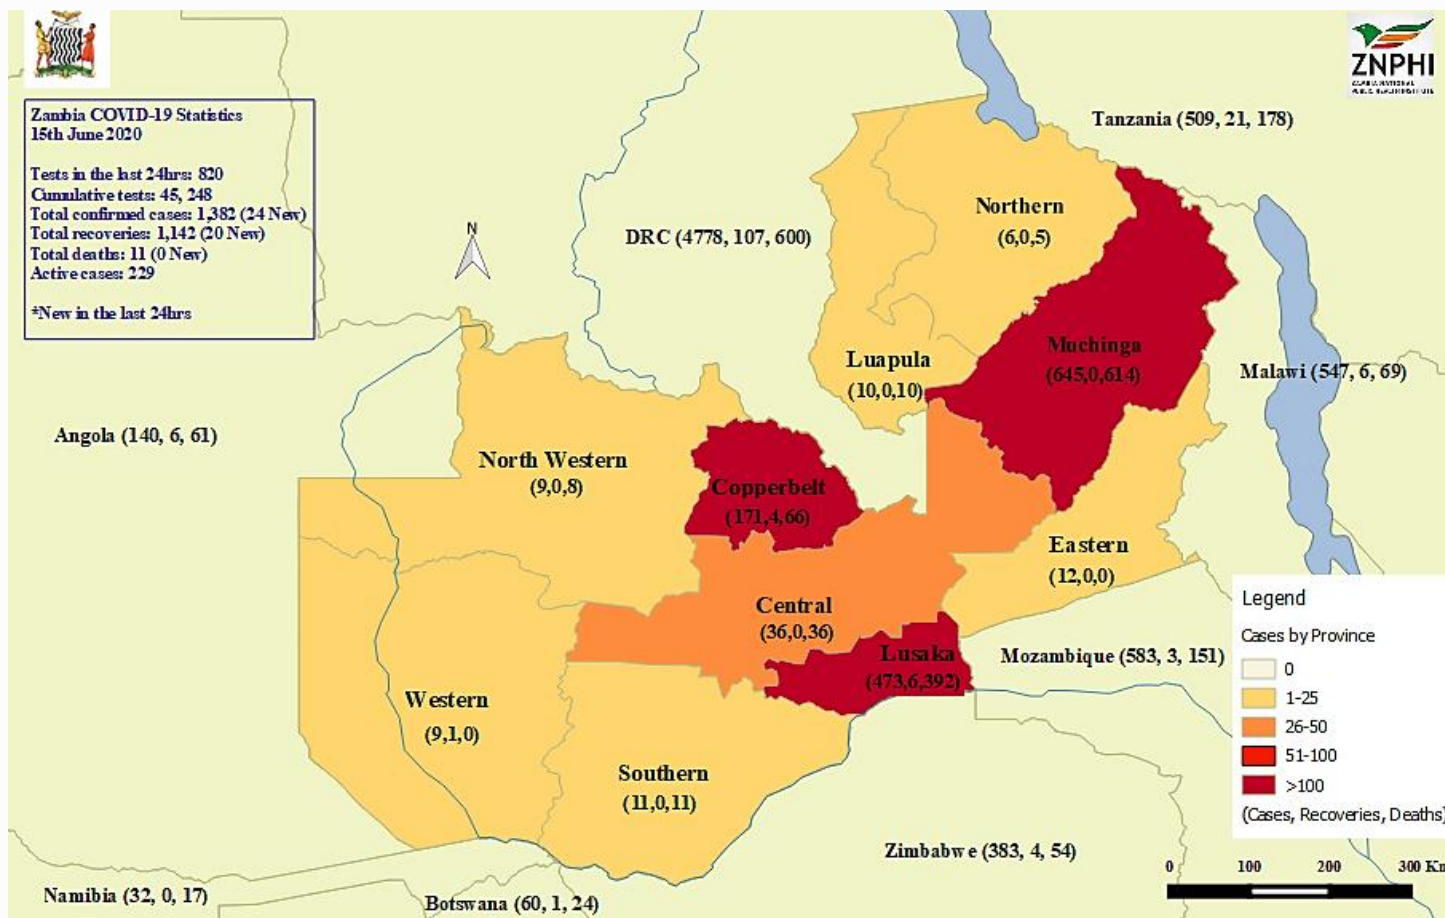 ZNPHI
ZAMBIA NATIONAL
PUBLIC HEALTH INSTITUTE
Zambia COVID-19 Statistics
15th June 2020
Tests in the last 24hrs: 820
Cumulative tests: 45, 248
Total confirmed cases: 1,382 (24 New)
Total recoveries: 1,142 (20 New)
Total deaths: 11 (0 New)
Active cases: 229
*New in the last 24hrs
N
Tanzania (509, 21, 178)
Northern
(6,0,5)
DRC (4778, 107, 600)
Muchinga
(645,0,614)
Luapula
(10,0,10)
Malawi (547, 6, 69)
Angola (140, 6, 61)
North Western
(9,0,8)
Copperbelt
(171,4,66)
Eastern
(12,0,0)
Central
(36,0,36)
Lusaka
(473,6,392)
Mozambique (583, 3, 151)
Western
(9,1,0)
Southern
(11,0,11)
Zimbabwe (383, 4, 54)
Namibia (32, 0, 17)
Botswana (60, 1, 24)
Legend
Cases by Province
0
1-25
26-50
51-100
>100
(Cases, Recoveries, Deaths)
0 100 200 300 Km